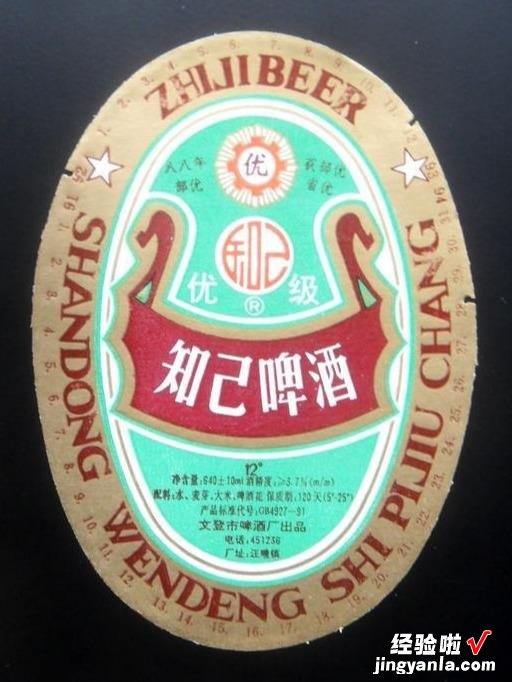 ZHIJIBEER
八八年
部优
优
获部优
省优
知己
优 ® 级
知己啤酒
12°
净含量:640±10ml 酒精度:≥3.7%(m/m)
配料:水、麦芽、大米、啤酒花 保质期:120天(5°-25°)
产品标准代号:GB4927-91
文登市啤酒厂出品
电话:451236
厂址:汪疃镇
SHANDONG WENDENG SHI PIJIU CHANG
经验啦√
jingyanla.com